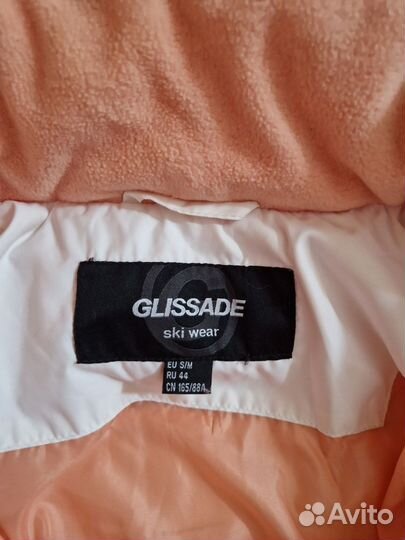 GLISSADE
ski wear
EU S/M
RU 44
CN 165/88A
Avito